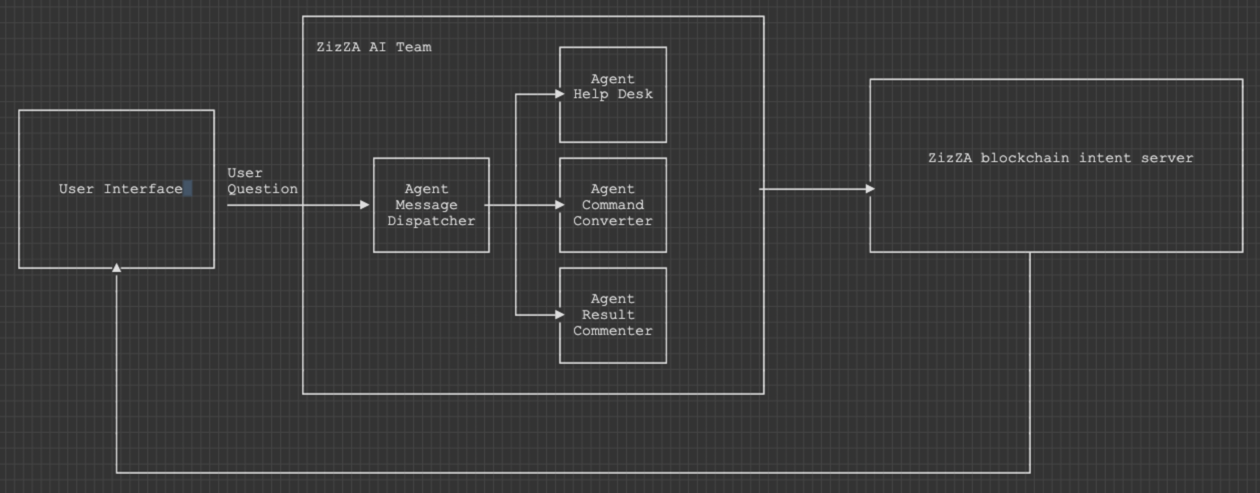 ZizZA AI Team
Agent
Help Desk
User Interface
User
Question
Agent
Message
Dispatcher
Agent
Command
Converter
Agent
Result
Commenter
ZizZA blockchain intent server